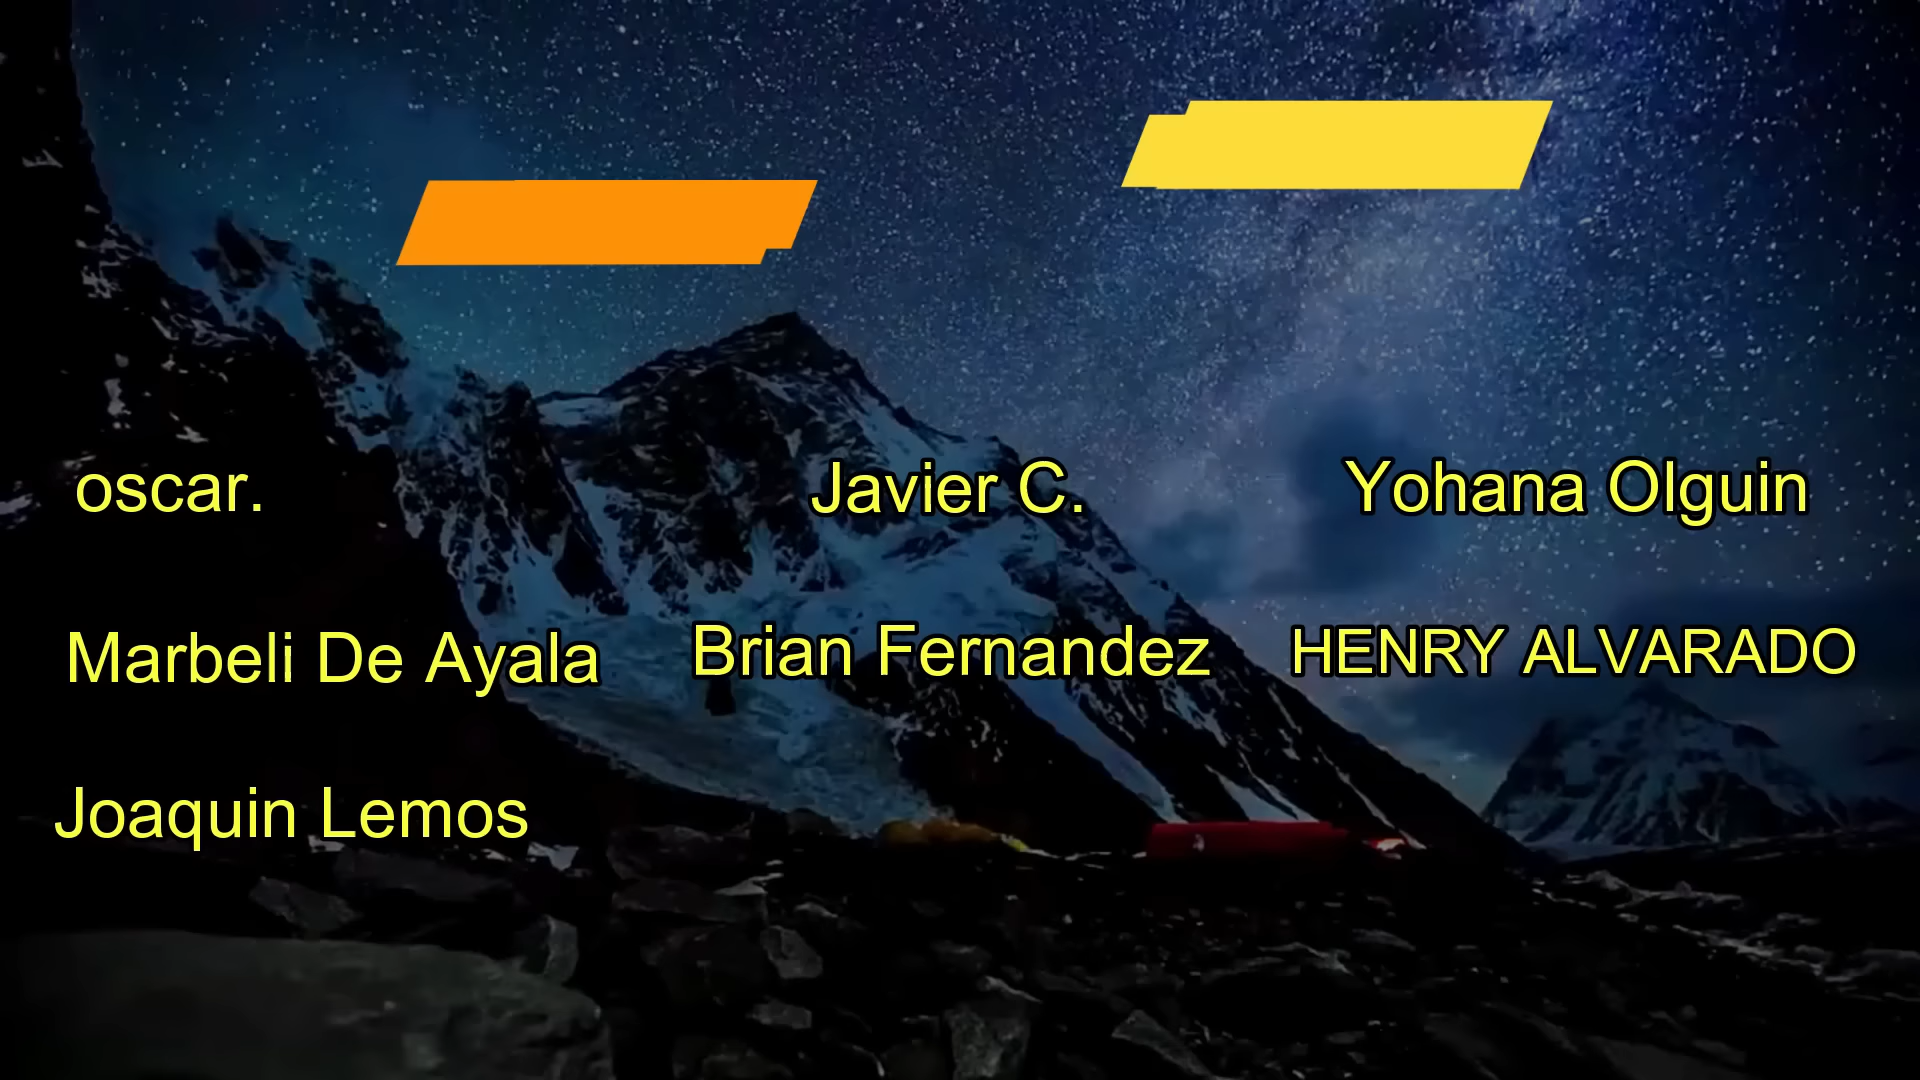 oscar.
Javier C.
Yohana Olguin
Marbeli De Ayala
Brian Fernandez
HENRY ALVARADO
Joaquin Lemos